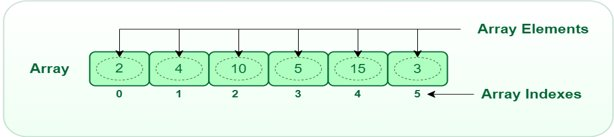 Array Elements
Array 2 4 10 5 15 3
0 1 2 3 4 5 Array Indexes